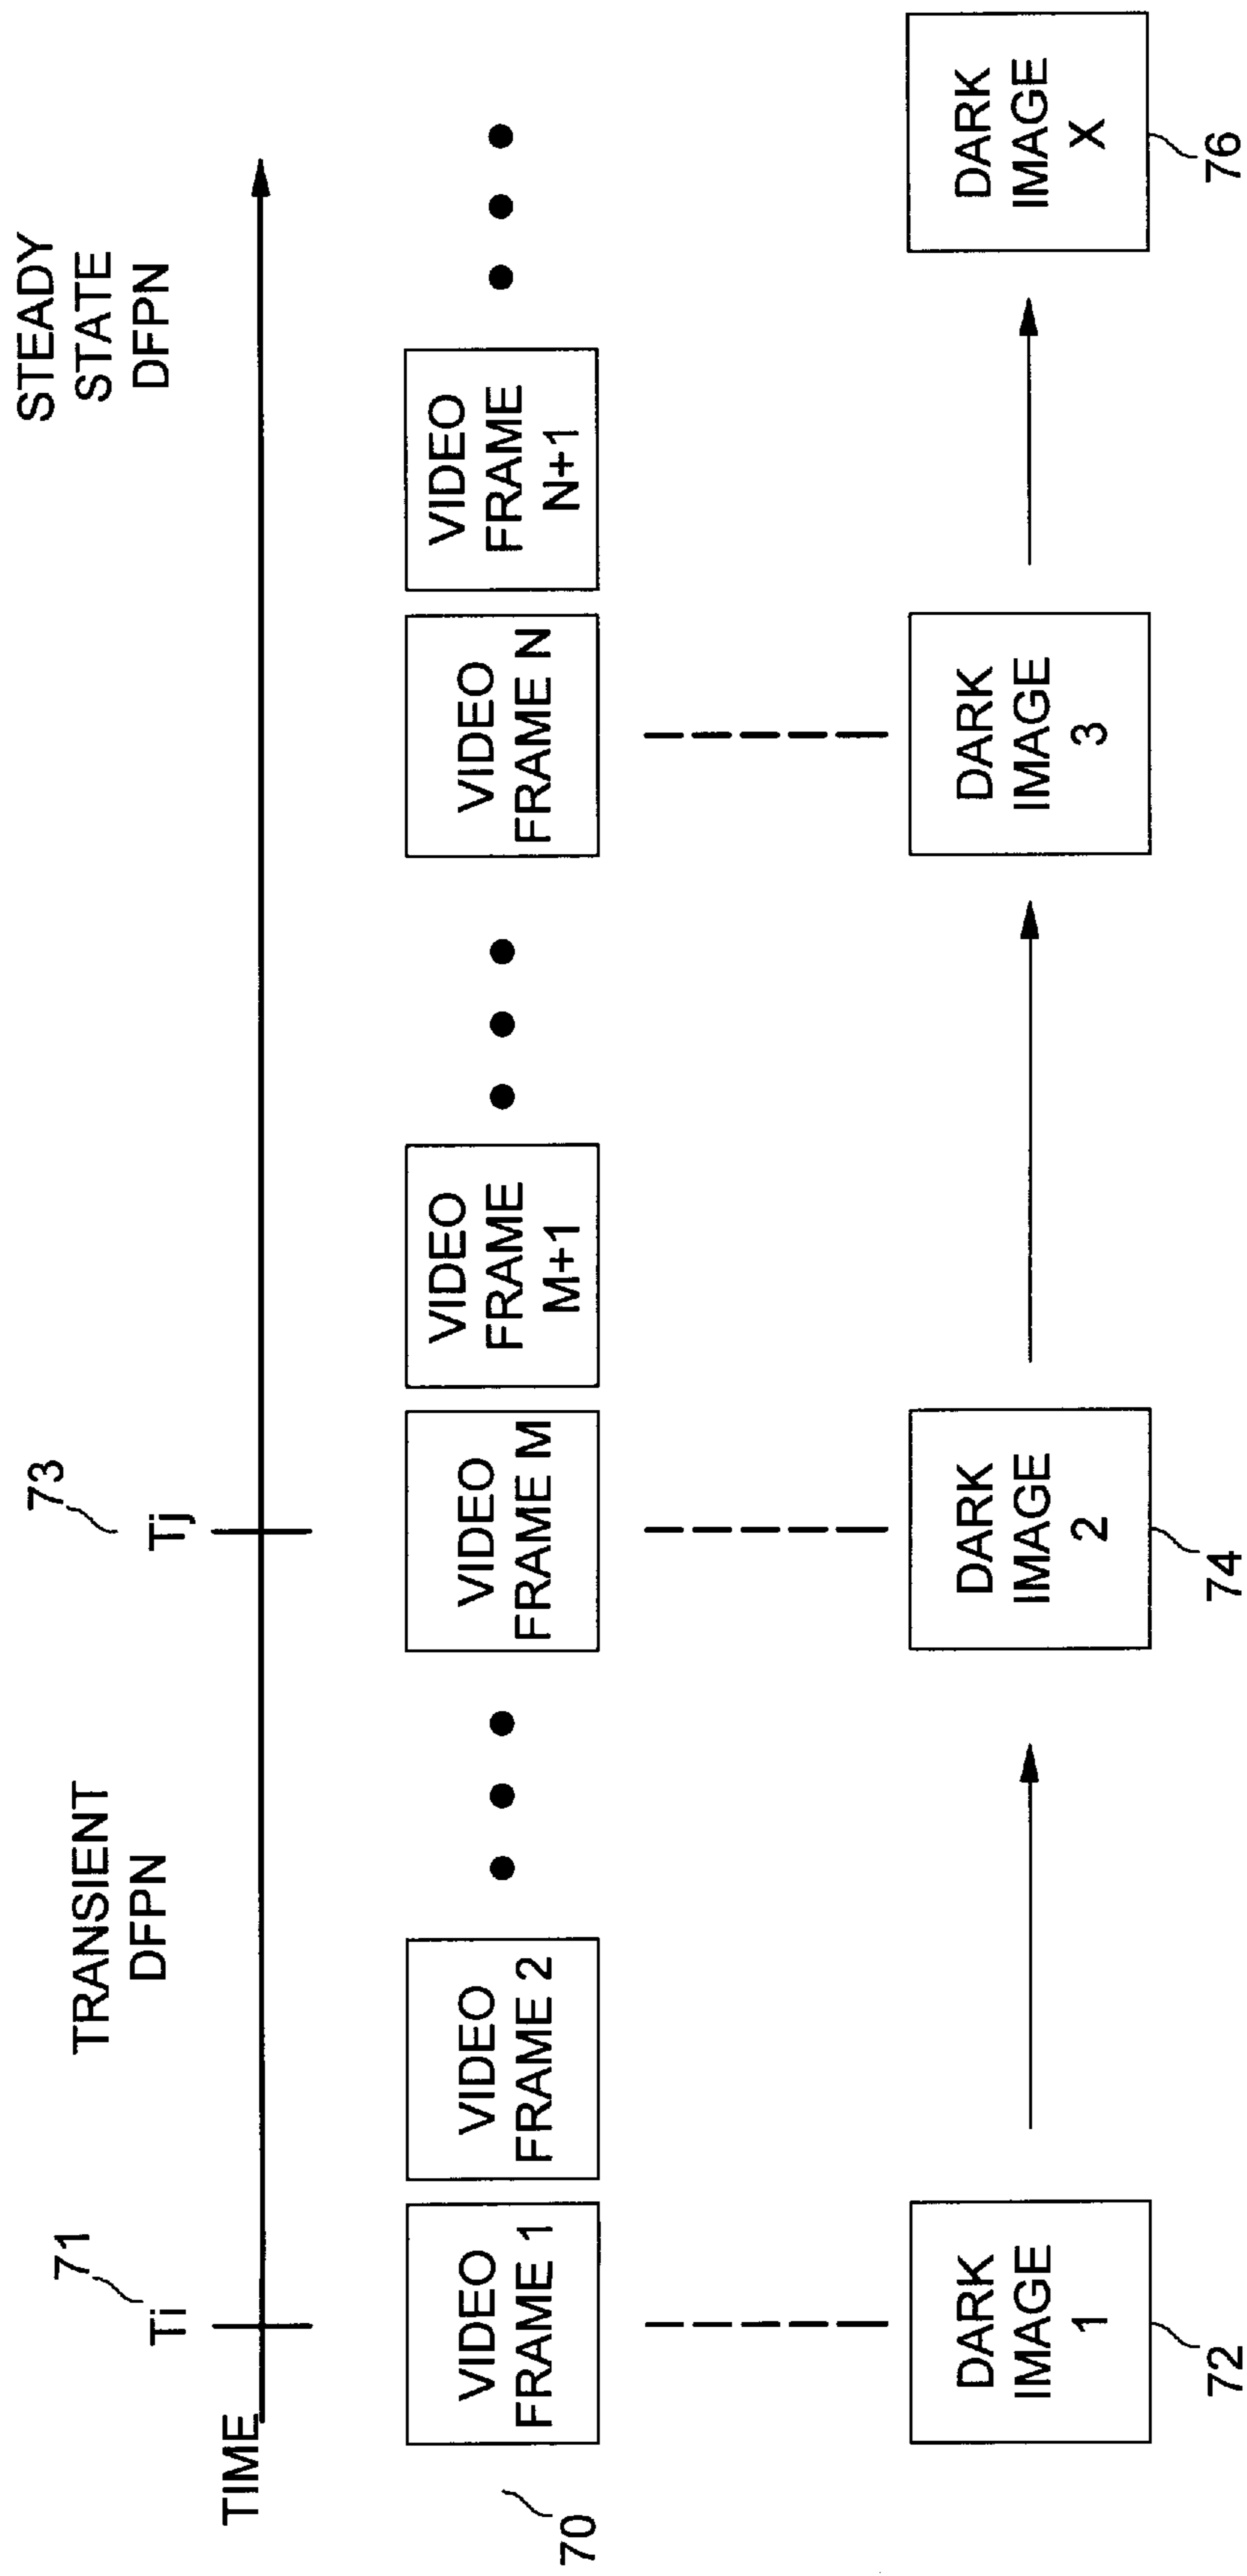 TRANSIENT
DFPN
STEADY
STATE
DFPN
71
73
Ti
Tj
TIME
70
VIDEO
FRAME 1
VIDEO
FRAME 2
VIDEO
FRAME M
VIDEO
FRAME
M+1
VIDEO
FRAME N
VIDEO
FRAME
N+1
DARK
IMAGE
1
DARK
IMAGE
2
DARK
IMAGE
3
DARK
IMAGE
X
72
74
76